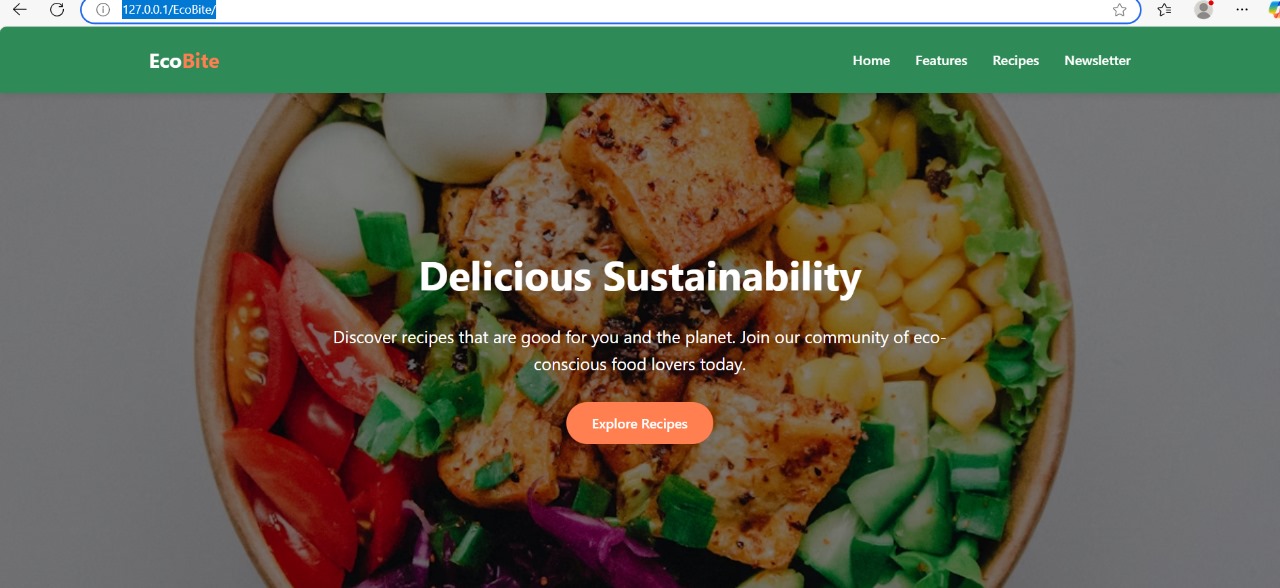 127.0.0.1/EcoBite/
EcoBite
Home Features Recipes Newsletter
Delicious Sustainability
Discover recipes that are good for you and the planet. Join our community of eco-
conscious food lovers today.
Explore Recipes